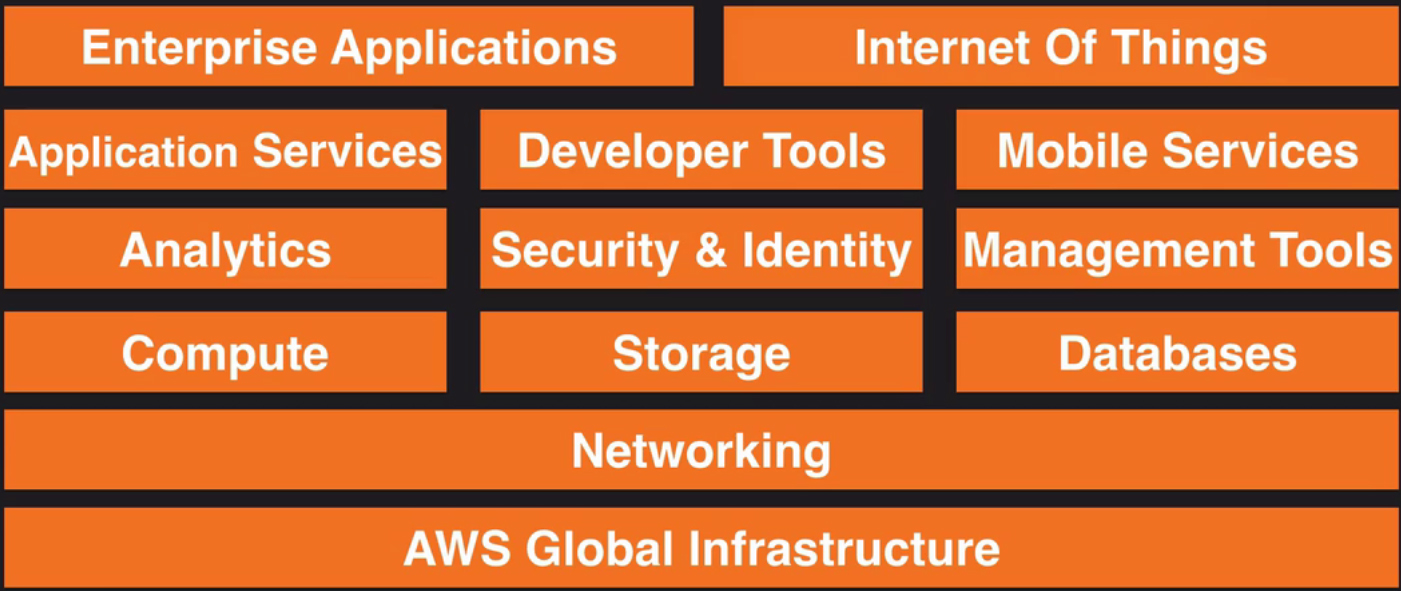 Enterprise Applications
Internet Of Things
Application Services
Developer Tools
Mobile Services
Analytics
Security & Identity
Management Tools
Compute
Storage
Databases
Networking
AWS Global Infrastructure